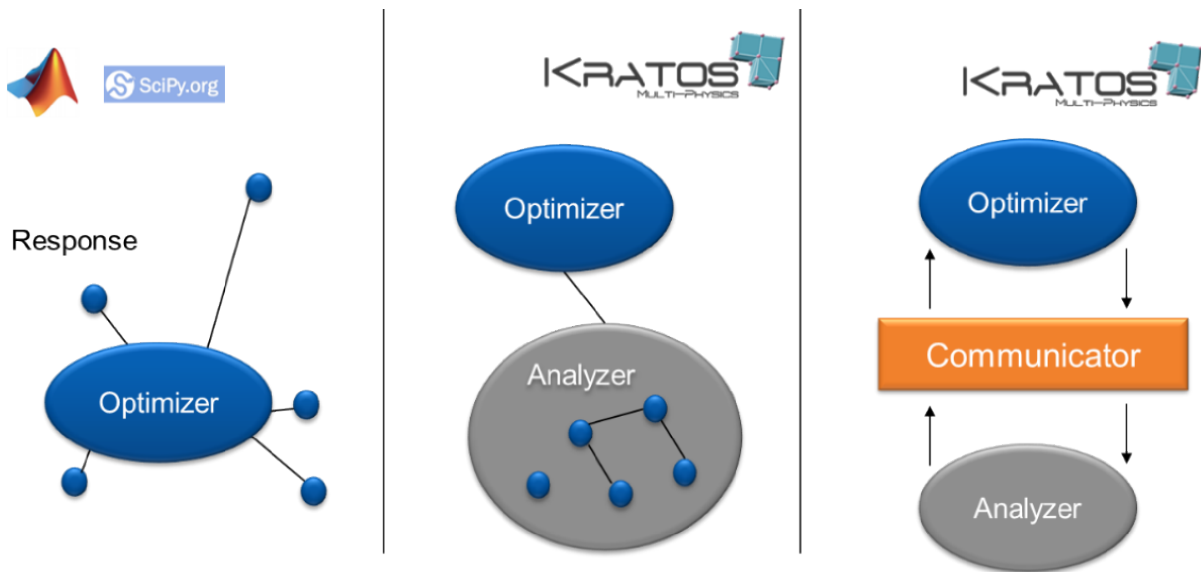 SciPy.org
Response
Optimizer
KRATOS
MULTI-PHYSICS
Optimizer
Analyzer
KRATOS
MULTI-PHYSICS
Optimizer
Communicator
Analyzer